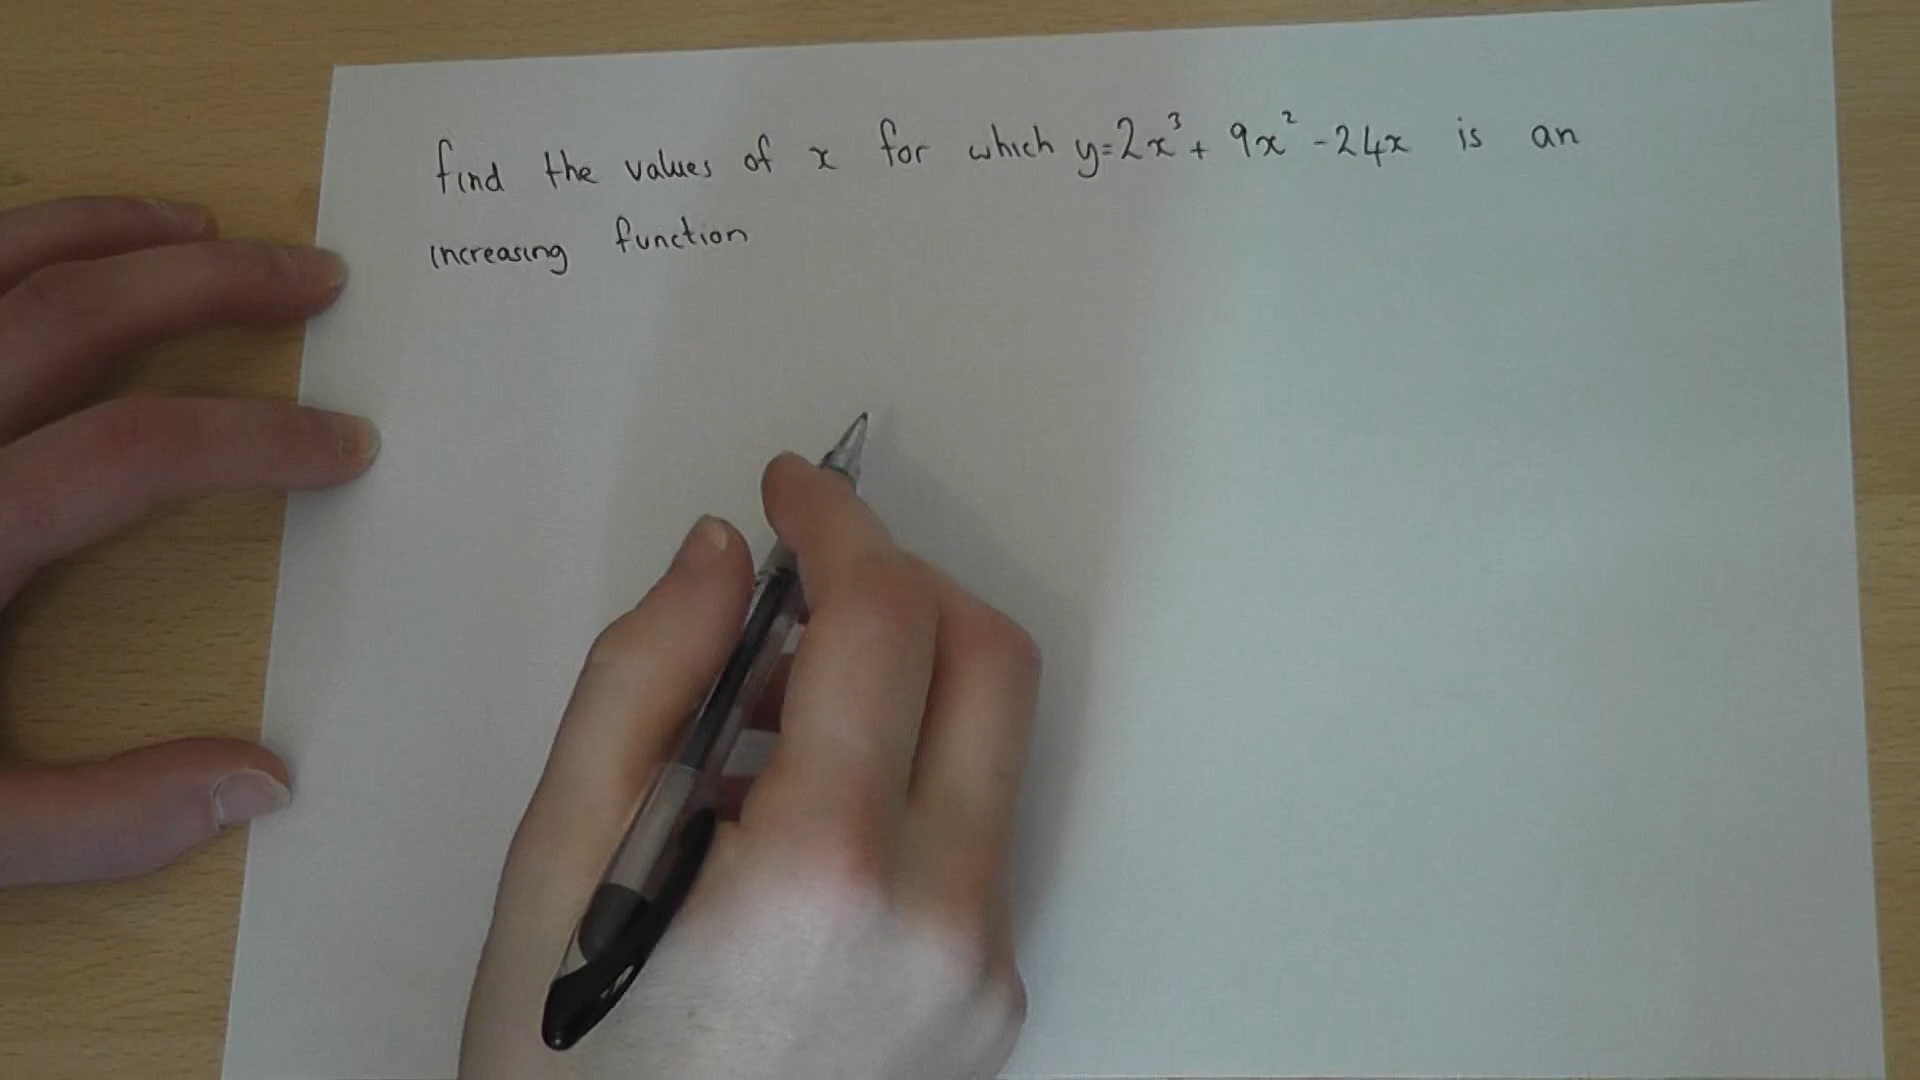 find the values of x for which y=2x³+ 9x² -24x is an
increasing function